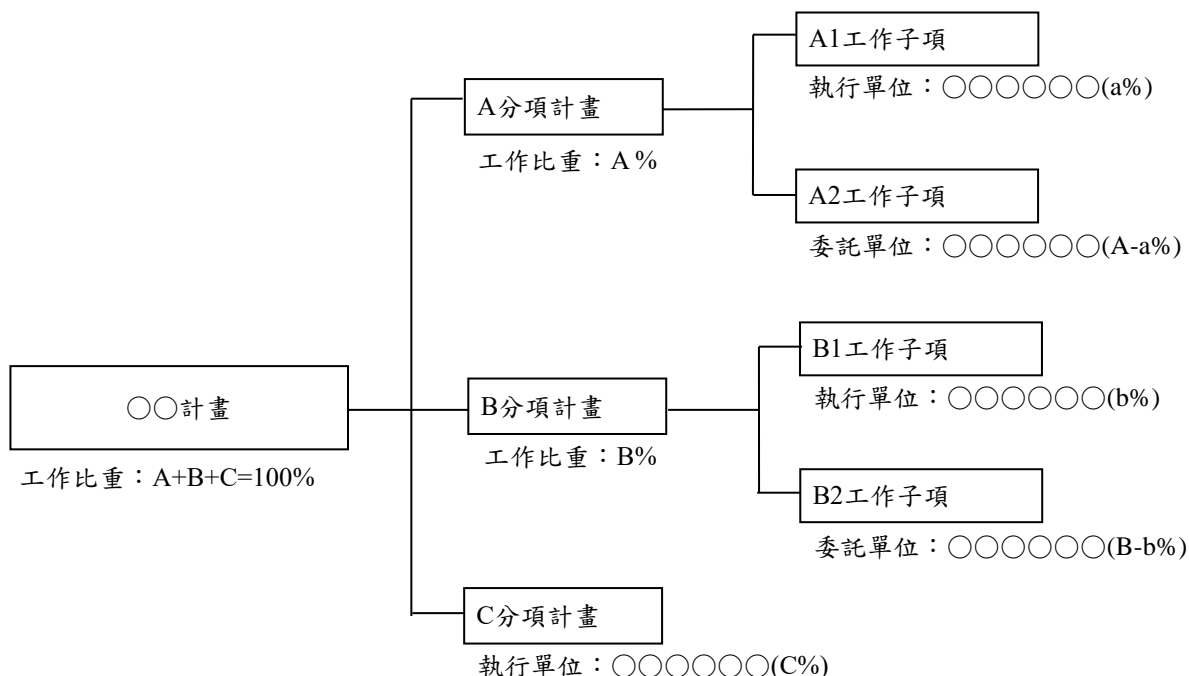 A1工作子項
執行單位：○○○○○○(a%)
A分項計畫
工作比重：A%
A2工作子項
委託單位：○○○○○○(A-a%)
B1工作子項
執行單位：○○○○○○(b%)
○○計畫
工作比重：A+B+C=100%
B分項計畫
工作比重：B%
B2工作子項
委託單位：○○○○○○(B-b%)
C分項計畫
執行單位：○○○○○○(C%)